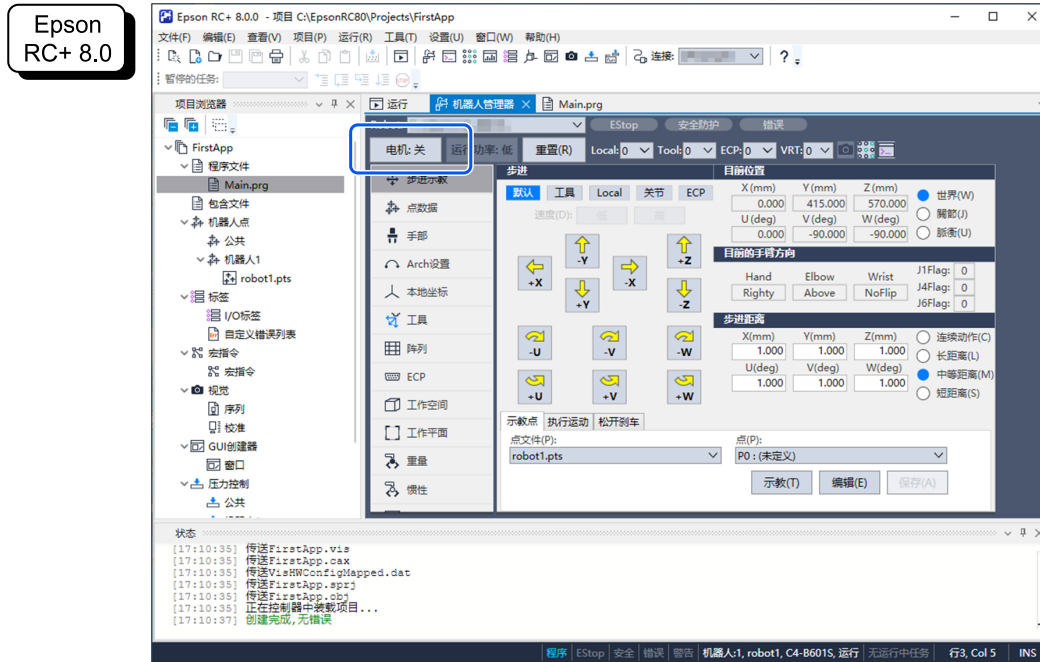 Epson
RC+ 8.0
Epson RC+ 8.0.0 - 项目 C:\EpsonRC80\Projects\FirstApp
文件(F) 编辑(E) 查看(V) 项目(P) 运行(R) 工具(T) 设置(U) 窗口(W) 帮助(H)
连接:
暂停的任务:
项目浏览器
运行 机器人管理器 Main.prg
EStop 安全防护 错误
电机: 关 运行功率: 低 重置(R) Local: 0 Tool: 0 ECP: 0 VRT: 0
FirstApp
程序文件
Main.prg
包含文件
机器人点
公共
机器人1
robot1.pts
标签
I/O标签
自定义错误列表
宏指令
宏指令
视觉
序列
校准
GUI创建器
窗口
压力控制
公共
步进示教
点数据
手部
Arch设置
本地坐标
工具
阵列
ECP
工作空间
工作平面
重量
惯性
步进
默认 工具 Local 关节 ECP
速度(D): 低 高
-Y +Z
+X -X
+Y -Z
-U -V -W
+U +V +W
目前位置
X (mm) Y (mm) Z (mm)
0.000 415.000 570.000
U (deg) V (deg) W (deg)
0.000 -90.000 -90.000
世界(W)
關節(J)
脈衝(U)
目前的手臂方向
Hand Elbow Wrist
Righty Above NoFlip
J1Flag: 0
J4Flag: 0
J6Flag: 0
步进距离
X(mm) Y(mm) Z(mm)
1.000 1.000 1.000
U(deg) V(deg) W(deg)
1.000 1.000 1.000
连续动作(C)
长距离(L)
中等距离(M)
短距离(S)
示教点 执行运动 松开刹车
点文件(P): 点(P):
robot1.pts P0 : (未定义)
示教(T) 编辑(E) 保存(A)
状态
[17:10:35] 传送FirstApp.vis
[17:10:35] 传送FirstApp.cax
[17:10:35] 传送VisHWConfigMapped.dat
[17:10:35] 传送FirstApp.sprj
[17:10:35] 传送FirstApp.obj
[17:10:35] 正在控制器中装载项目...
[17:10:37] 创建完成,无错误
程序 EStop 安全 错误 警告 机器人:1, robot1, C4-B601S, 运行 无运行中任务 行3, Col 5 INS